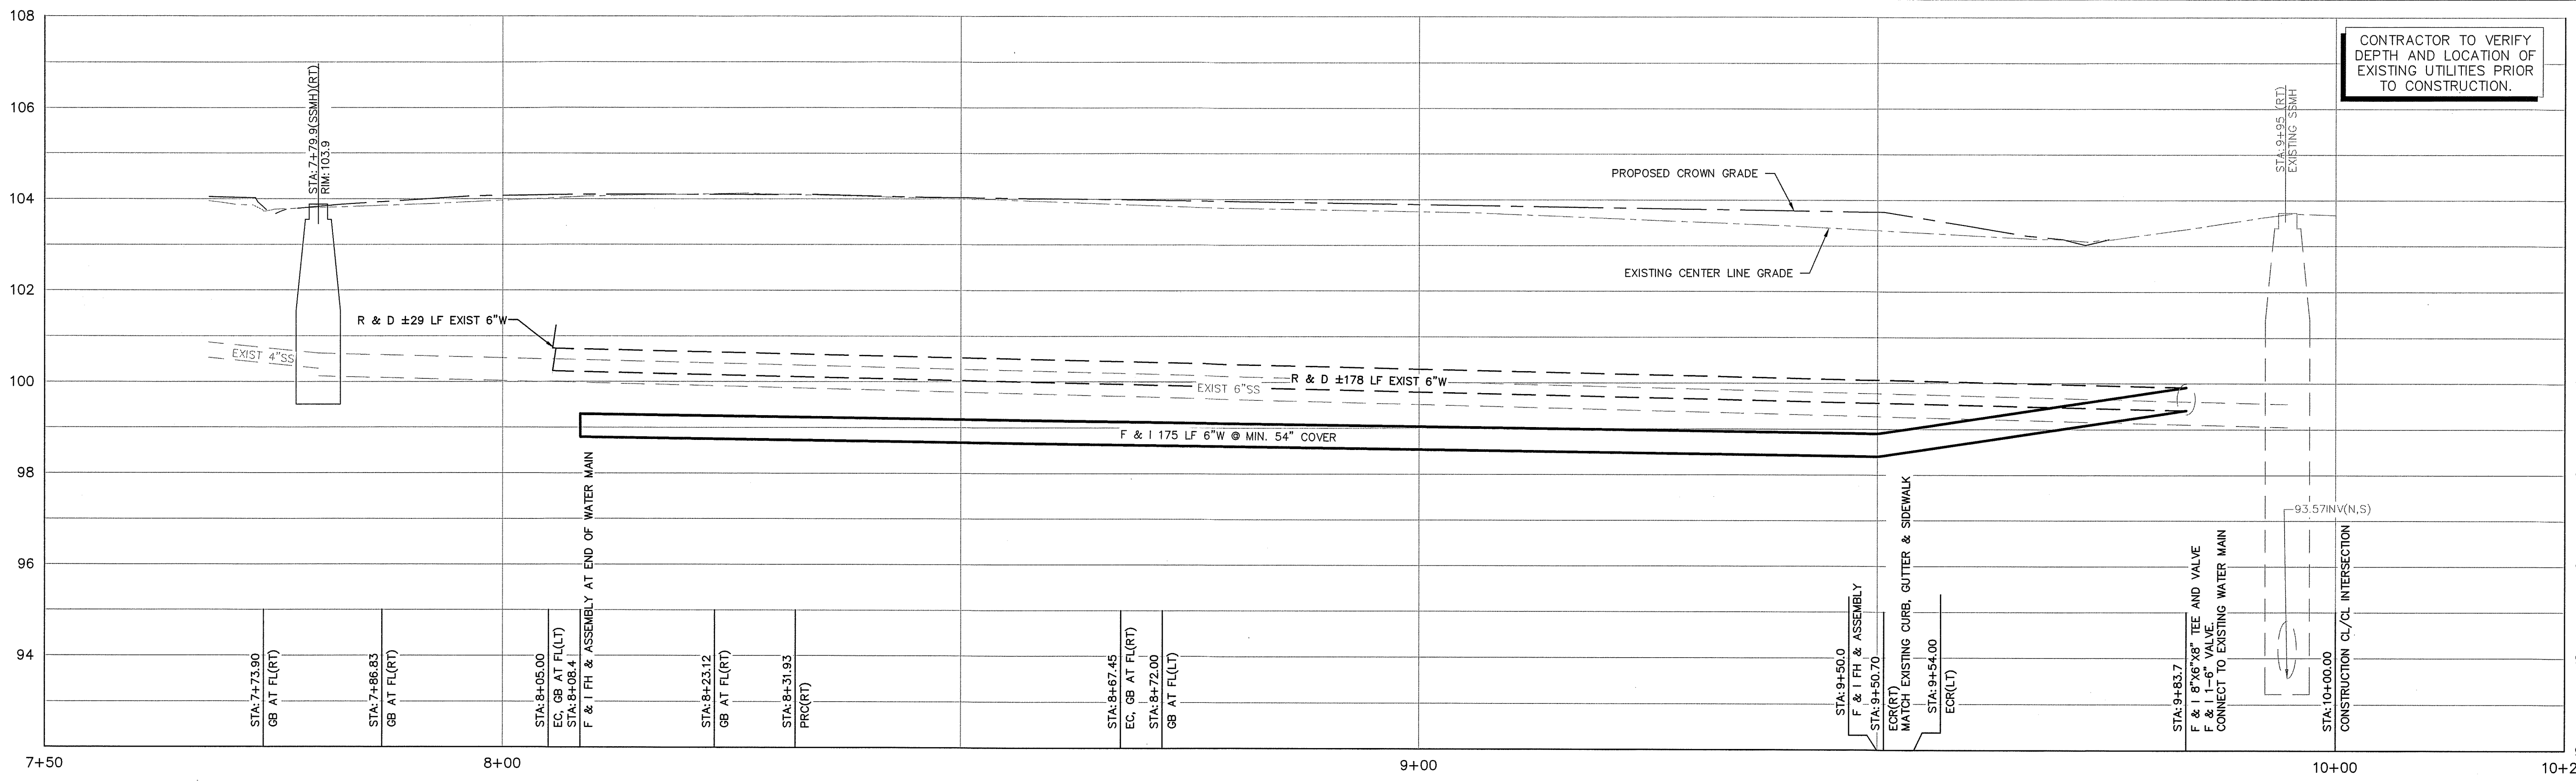 108
106
104
102
100
98
96
94
CONTRACTOR TO VERIFY
DEPTH AND LOCATION OF
EXISTING UTILITIES PRIOR
TO CONSTRUCTION.
STA: 7+79.9(SSMH)(RT)
RIM: 103.9
STA: 9+95 (RT)
EXISTING SSMH
PROPOSED CROWN GRADE
EXISTING CENTER LINE GRADE
R & D ±29 LF EXIST 6"W
EXIST 4"SS
R & D ±178 LF EXIST 6"W
EXIST 6"SS
F & I 175 LF 6"W @ MIN. 54" COVER
93.57INV(N,S)
STA: 7+73.90
GB AT FL(RT)
STA: 7+86.83
GB AT FL(RT)
STA: 8+05.00
EC, GB AT FL(LT)
STA: 8+08.4
F & I FH & ASSEMBLY AT END OF WATER MAIN
STA: 8+23.12
GB AT FL(RT)
STA: 8+31.93
PRC(RT)
STA: 8+67.45
EC, GB AT FL(RT)
STA: 8+72.00
GB AT FL(LT)
STA: 9+50.0
F & I FH & ASSEMBLY
STA: 9+50.70
ECR(RT)
MATCH EXISTING CURB, GUTTER & SIDEWALK
STA: 9+54.00
ECR(LT)
STA: 9+83.7
F & I 8"X6"X8" TEE AND VALVE
F & I 1-6" VALVE.
CONNECT TO EXISTING WATER MAIN
STA: 10+00.00
CONSTRUCTION CL/CL INTERSECTION
7+50
8+00
9+00
10+00
10+2